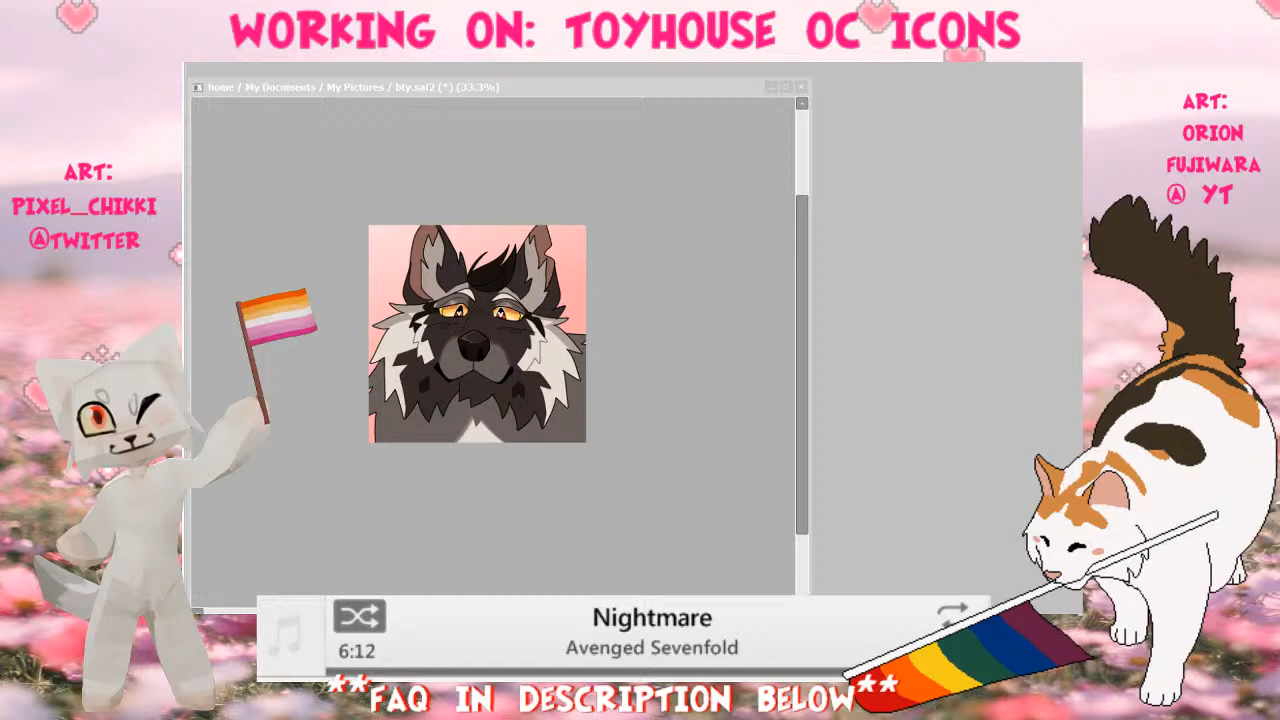 WORKING ON: TOYHOUSE OC ICONS
home / My Documents / My Pictures / bty.sai2 (*) (33.3%)
ART:
PIXEL_CHIKKI
@TWITTER
ART:
ORION
FUJIWARA
@ YT
Nightmare
6:12
Avenged Sevenfold
**FAQ IN DESCRIPTION BELOW**